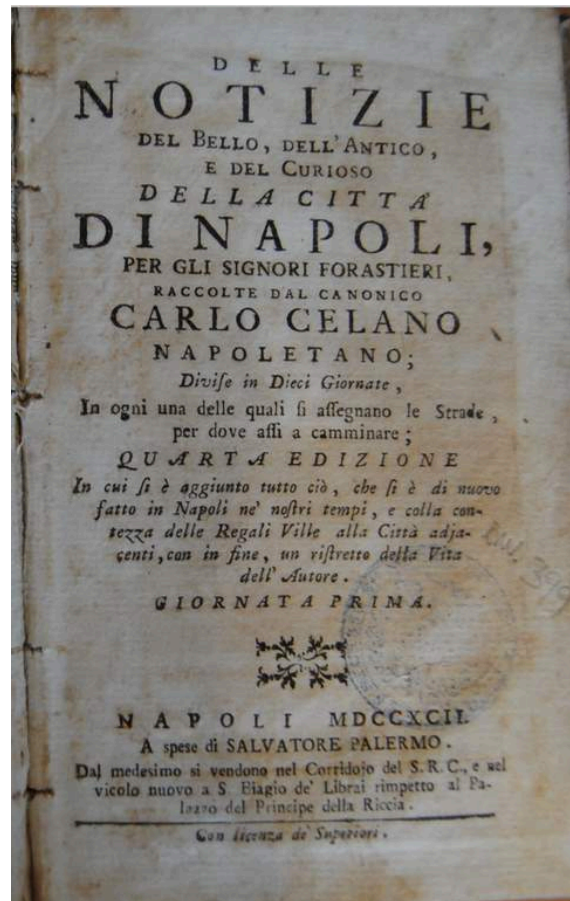 DELLE
NOTIZIE
DEL BELLO, DELL'ANTICO,
E DEL CURIOSO
DELLA CITTÀ
DI NAPOLI,
PER GLI SIGNORI FORASTIERI,
RACCOLTE DAL CANONICO
CARLO CELANO
NAPOLETANO;
Diviſe in Dieci Giornate,
In ogni una delle quali ſi aſſegnano le Strade,
per dove aſſi a camminare;
QUARTA EDIZIONE
In cui ſi è aggiunto tutto ciò, che ſi è di nuovo
fatto in Napoli ne' noſtri tempi, e colla con-
tezza delle Regali Ville alla Città adja-
centi, con in fine, un riſtretto della Vita
dell' Autore.
GIORNATA PRIMA.
NAPOLI MDCCXCII.
A spese di SALVATORE PALERMO.
Dal medesimo si vendono nel Corridojo del S.R.C., e nel
vicolo nuovo a S. Biagio de' Librai rimpetto al Pa-
lazzo del Principe della Riccia.
Con licenza de' Superiori.